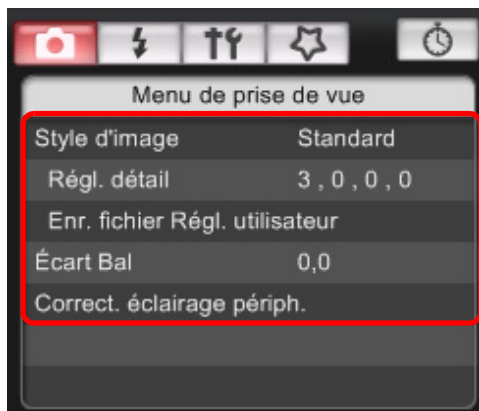 Menu de prise de vue
Style d'image Standard
Régl. détail 3 , 0 , 0 , 0
Enr. fichier Régl. utilisateur
Écart Bal 0,0
Correct. éclairage périph.